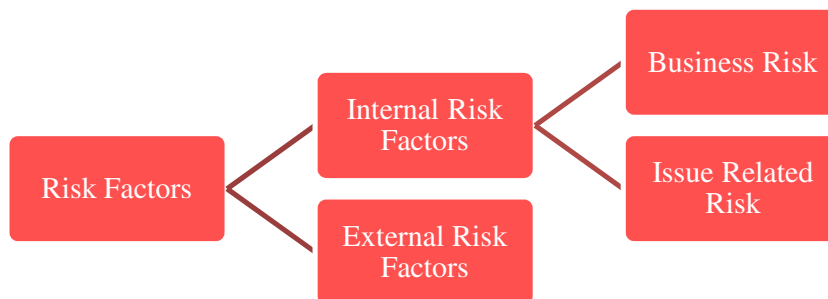 Risk Factors
Internal Risk
Factors
External Risk
Factors
Business Risk
Issue Related
Risk